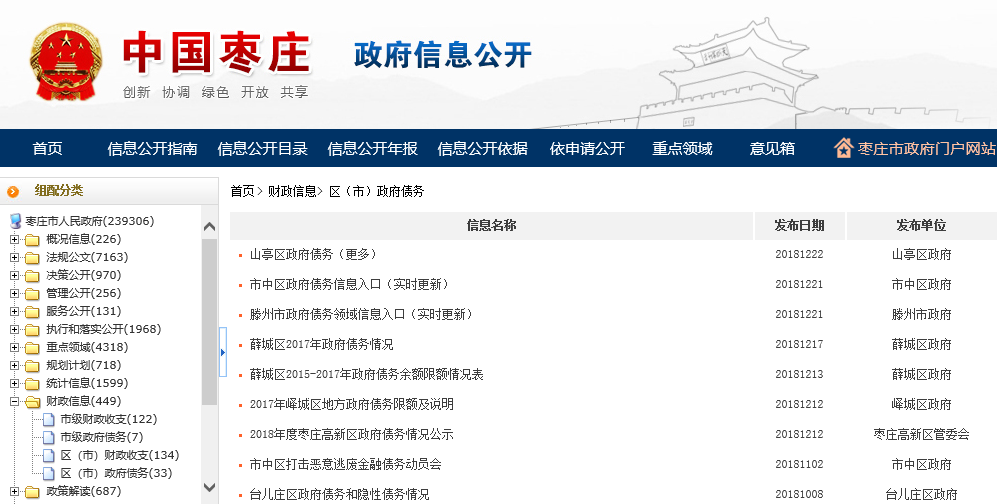 中国枣庄
政府信息公开
创新 协调 绿色 开放 共享
首页 信息公开指南 信息公开目录 信息公开年报 信息公开依据 依申请公开 重点领域 意见箱 枣庄市政府门户网站
组配分类
枣庄市人民政府(239306)
概况信息(226)
法规公文(7163)
决策公开(970)
管理公开(256)
服务公开(131)
执行和落实公开(1968)
重点领域(4318)
规划计划(718)
统计信息(1599)
财政信息(449)
市级财政收支(122)
市级政府债务(7)
区（市）财政收支(134)
区（市）政府债务(33)
政策解读(687)
首页> 财政信息> 区（市）政府债务
信息名称 发布日期 发布单位
山亭区政府债务（更多） 20181222 山亭区政府
市中区政府债务信息入口（实时更新） 20181221 市中区政府
滕州市政府债务领域信息入口（实时更新） 20181221 滕州市政府
薛城区2017年政府债务情况 20181217 薛城区政府
薛城区2015-2017年政府债务余额限额情况表 20181213 薛城区政府
2017年峄城区地方政府债务限额及说明 20181212 峄城区政府
2018年度枣庄高新区政府债务情况公示 20181212 枣庄高新区管委会
市中区打击恶意逃废金融债务动员会 20181102 市中区政府
台儿庄区政府债务和隐性债务情况 20181008 台儿庄区政府